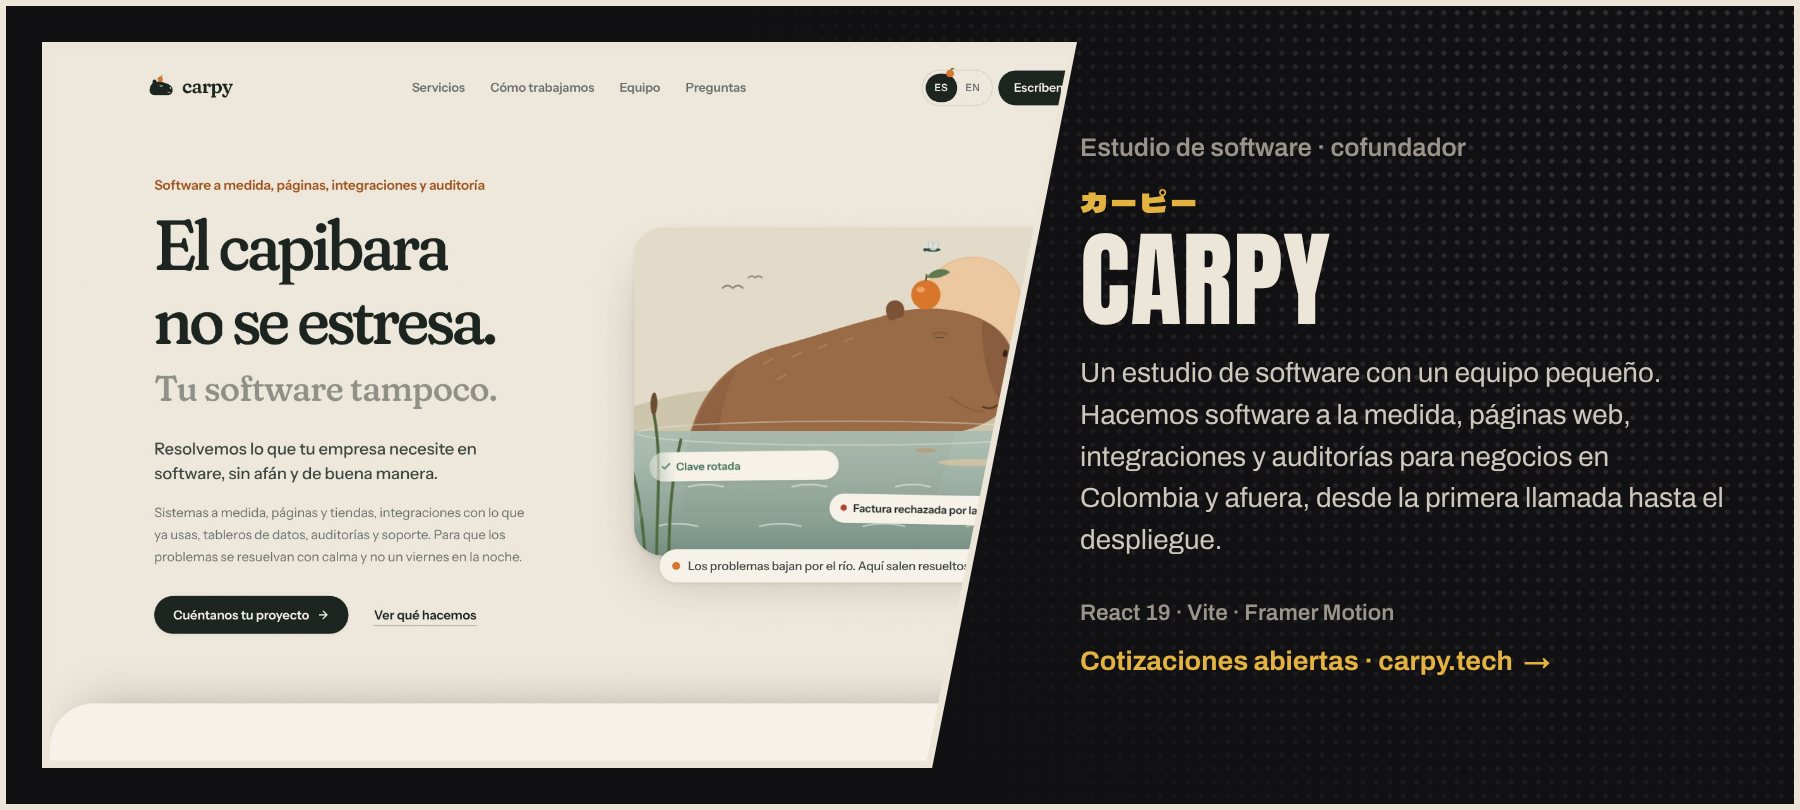 carpy
Servicios Cómo trabajamos Equipo Preguntas
ES EN
Software a medida, páginas, integraciones y auditoría
El capibara
no se estresa.
Tu software tampoco.
Resolvemos lo que tu empresa necesite en
software, sin afán y de buena manera.
Sistemas a medida, páginas y tiendas, integraciones con lo que
ya usas, tableros de datos, auditorías y soporte. Para que los
problemas se resuelvan con calma y no un viernes en la noche.
Cuéntanos tu proyecto →
Ver qué hacemos
Clave rotada
Factura rechazada por la
Los problemas bajan por el río. Aquí salen resueltos
Estudio de software · cofundador
カーピー
CARPY
Un estudio de software con un equipo pequeño.
Hacemos software a la medida, páginas web,
integraciones y auditorías para negocios en
Colombia y afuera, desde la primera llamada hasta el
despliegue.
React 19 · Vite · Framer Motion
Cotizaciones abiertas · carpy.tech →